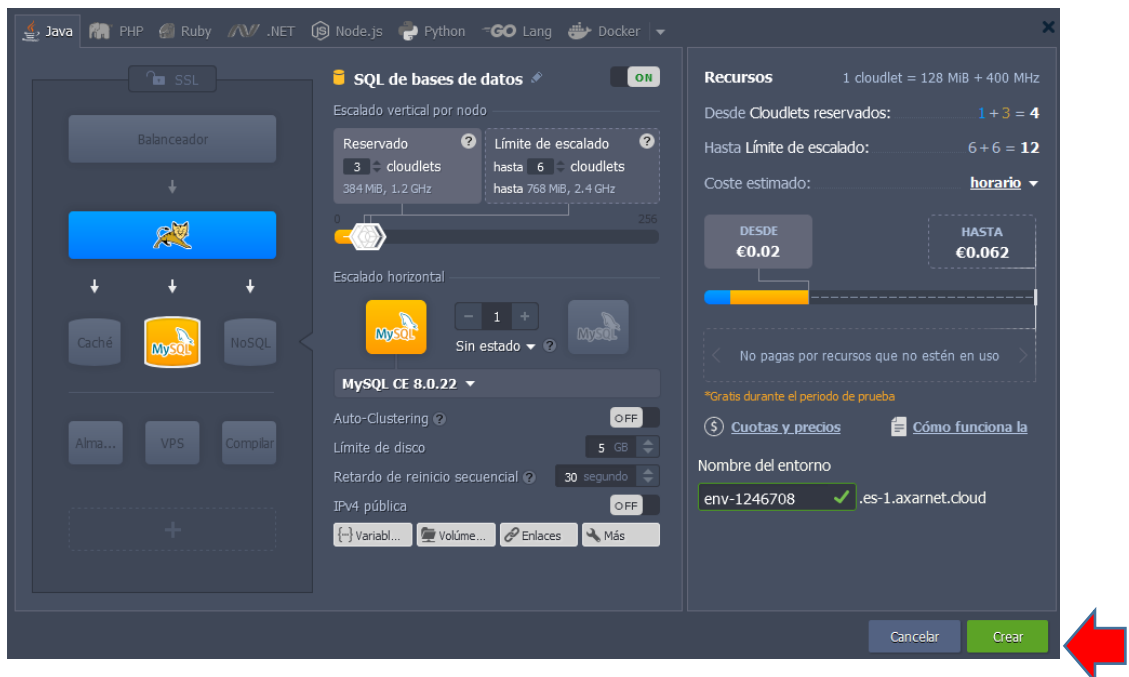 Java PHP Ruby .NET Node.js Python GO Lang Docker
SSL
Balanceador
Caché MySQL NoSQL
Alma... VPS Compilar
SQL de bases de datos ON
Escalado vertical por nodo
Reservado ? Límite de escalado ?
3 cloudlets hasta 6 cloudlets
384 MiB, 1.2 GHz hasta 768 MiB, 2.4 GHz
0 256
Escalado horizontal
MySQL - 1 + MySQL
Sin estado ?
MySQL CE 8.0.22
Auto-Clustering ? OFF
Límite de disco 5 GB
Retardo de reinicio secuencial ? 30 segundo
IPv4 pública OFF
Variabl... Volúme... Enlaces Más
Recursos 1 cloudlet = 128 MiB + 400 MHz
Desde Cloudlets reservados: 1 + 3 = 4
Hasta Límite de escalado: 6 + 6 = 12
Coste estimado: horario
DESDE HASTA
€0.02 €0.062
No pagas por recursos que no estén en uso
*Gratis durante el periodo de prueba
$ Cuotas y precios Cómo funciona la
Nombre del entorno
env-1246708 .es-1.axarnet.cloud
Cancelar Crear